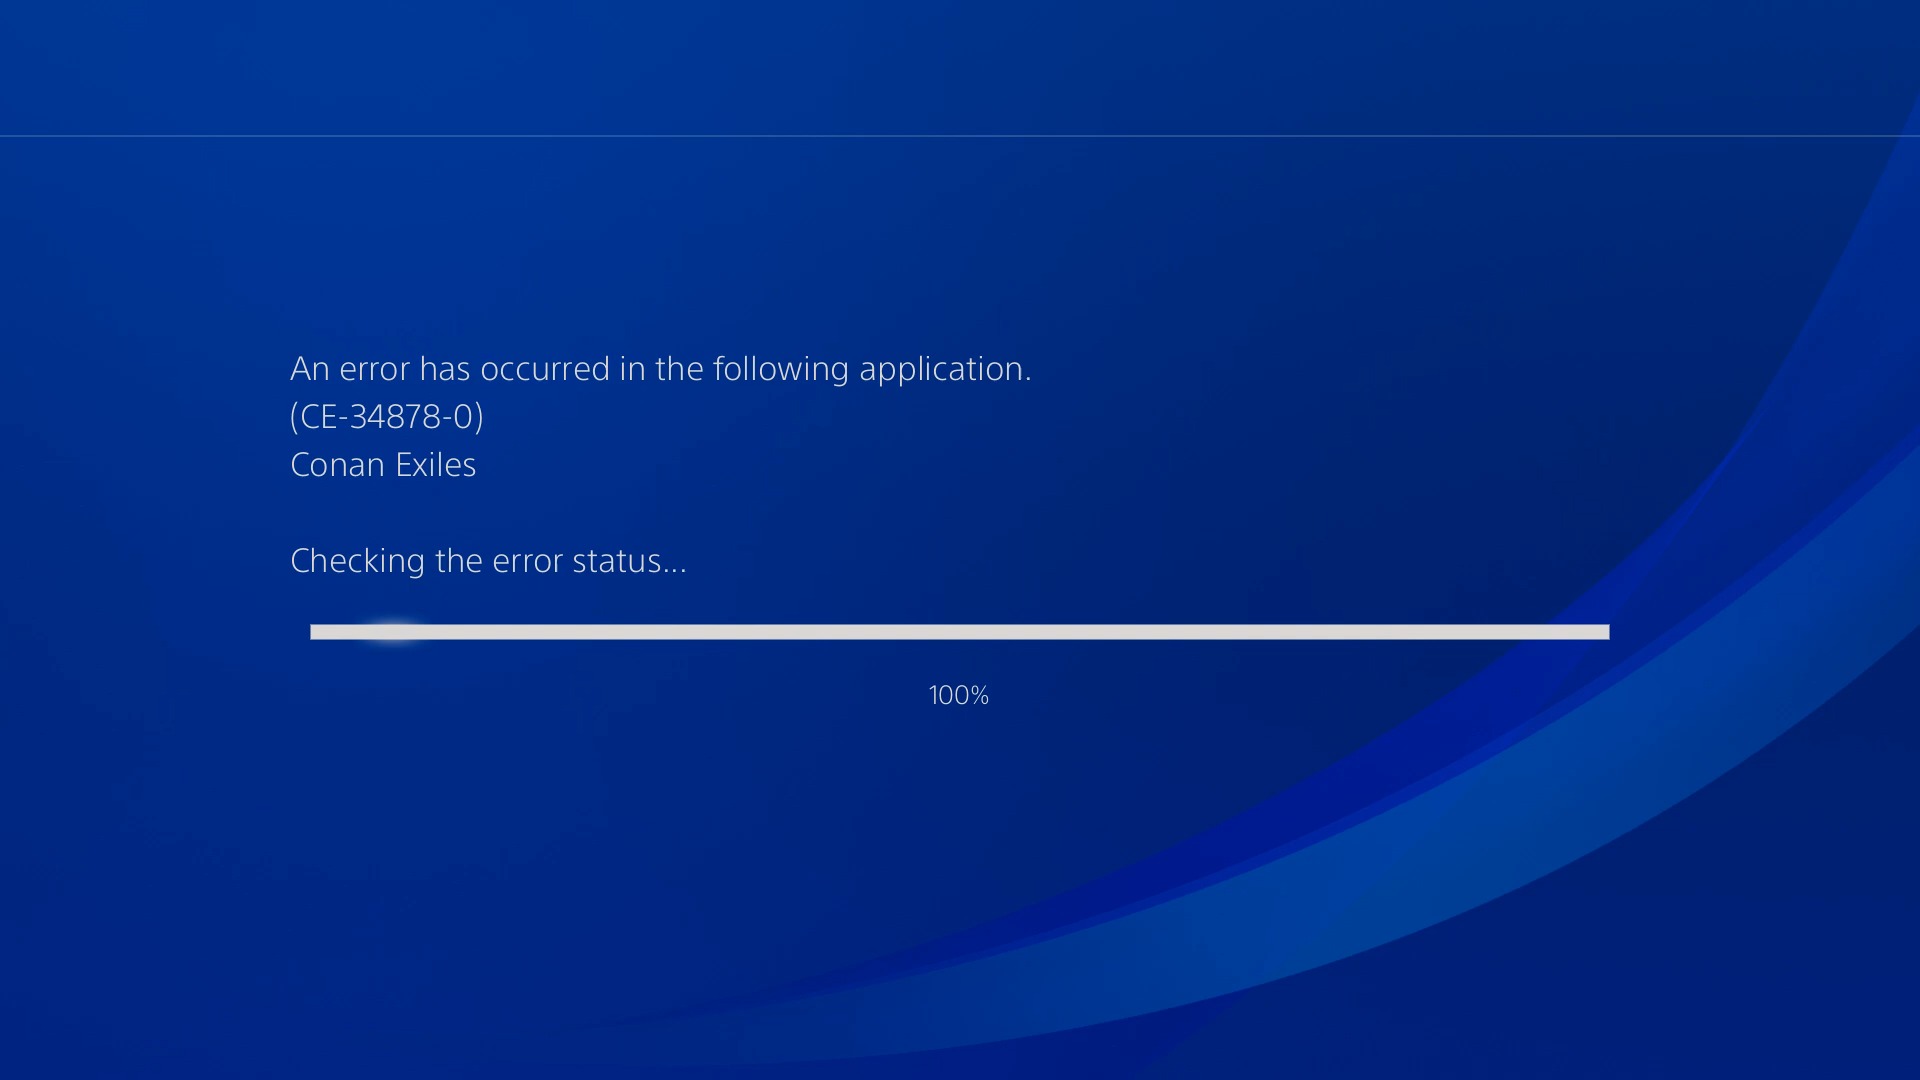 An error has occurred in the following application.
(CE-34878-0)
Conan Exiles
Checking the error status...
100%